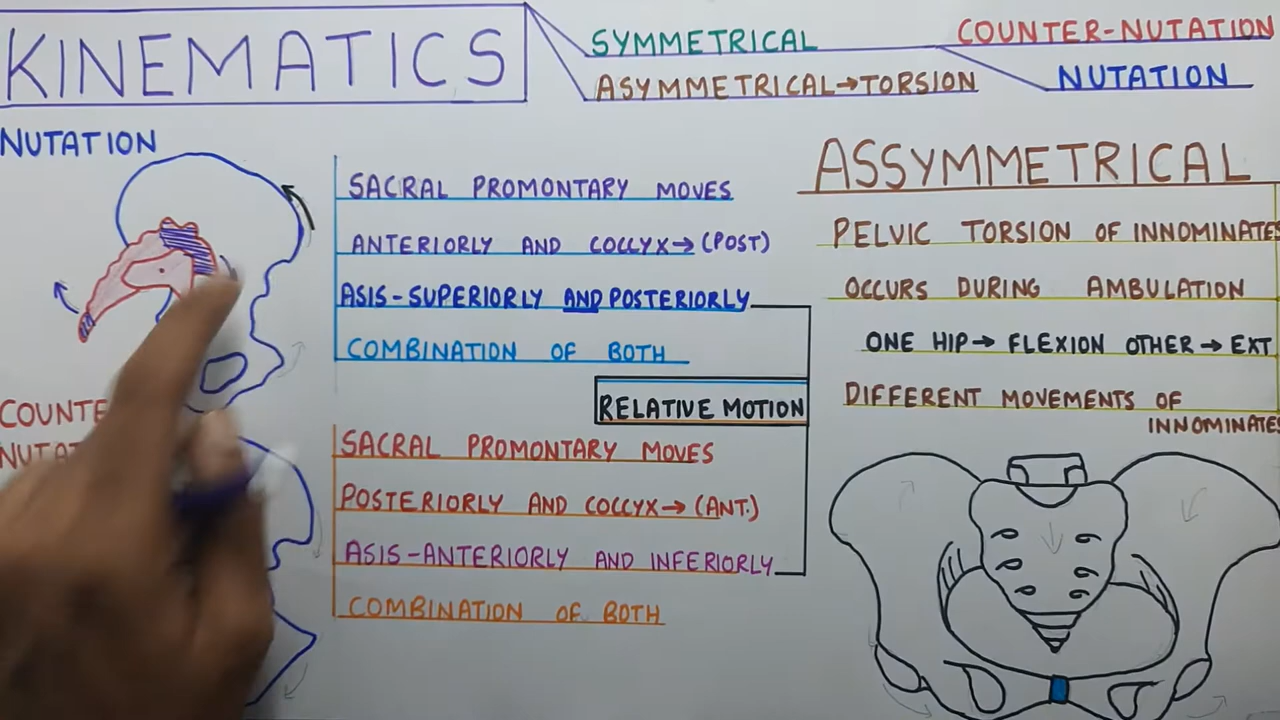 KINEMATICS
SYMMETRICAL
COUNTER-NUTATION
ASYMMETRICAL→TORSION
NUTATION
NUTATION
SACRAL PROMONTARY MOVES
ANTERIORLY AND COCCYX→(POST)
ASIS-SUPERIORLY AND POSTERIORLY
COMBINATION OF BOTH
RELATIVE MOTION
COUNTE
SACRAL PROMONTARY MOVES
POSTERIORLY AND COCCYX→(ANT.)
ASIS-ANTERIORLY AND INFERIORLY
COMBINATION OF BOTH
ASSYMMETRICAL
PELVIC TORSION OF INNOMINATES
OCCURS DURING AMBULATION
ONE HIP→FLEXION OTHER→EXT
DIFFERENT MOVEMENTS OF
INNOMINATES